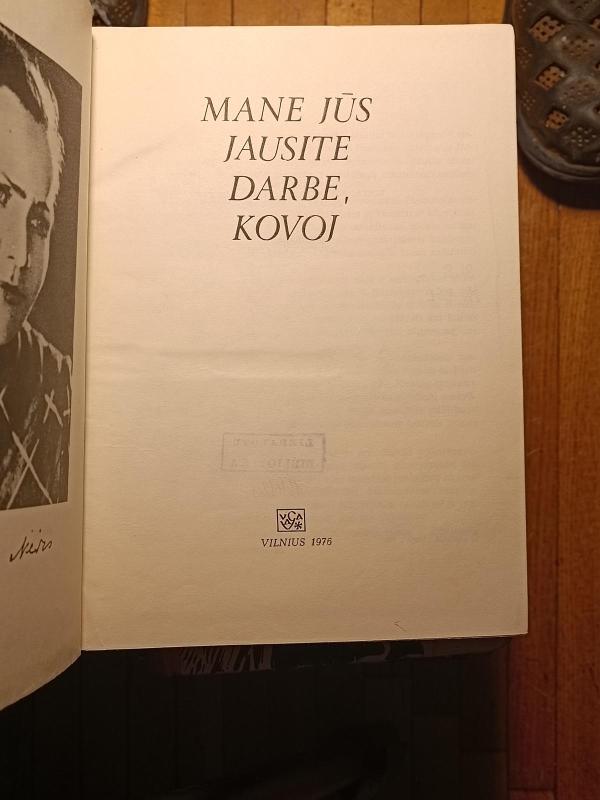 MANE JŪS
JAUSITE
DARBE,
KOVOJ
VILNIUS 1976